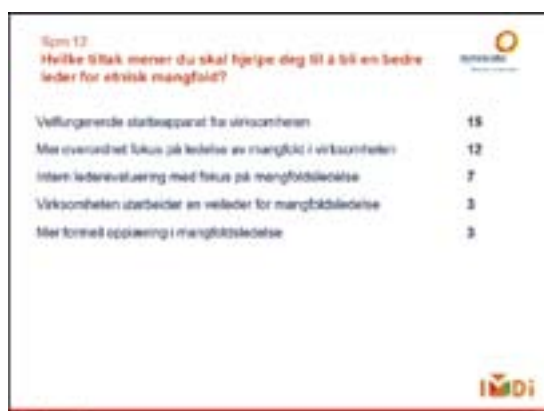 Spm 12:
Hvilke tiltak mener du skal hjelpe deg til å bli en bedre
leder for etnisk mangfold?
Velfungerende støtteapparat fra virksomheten 15
Mer overordnet fokus på ledelse av mangfold i virksomheten 12
Intern lederevaluering med fokus på mangfoldsledelse 7
Virksomheten utarbeider en veileder for mangfoldsledelse 3
Mer formell opplæring i mangfoldsledelse 3
IMDi